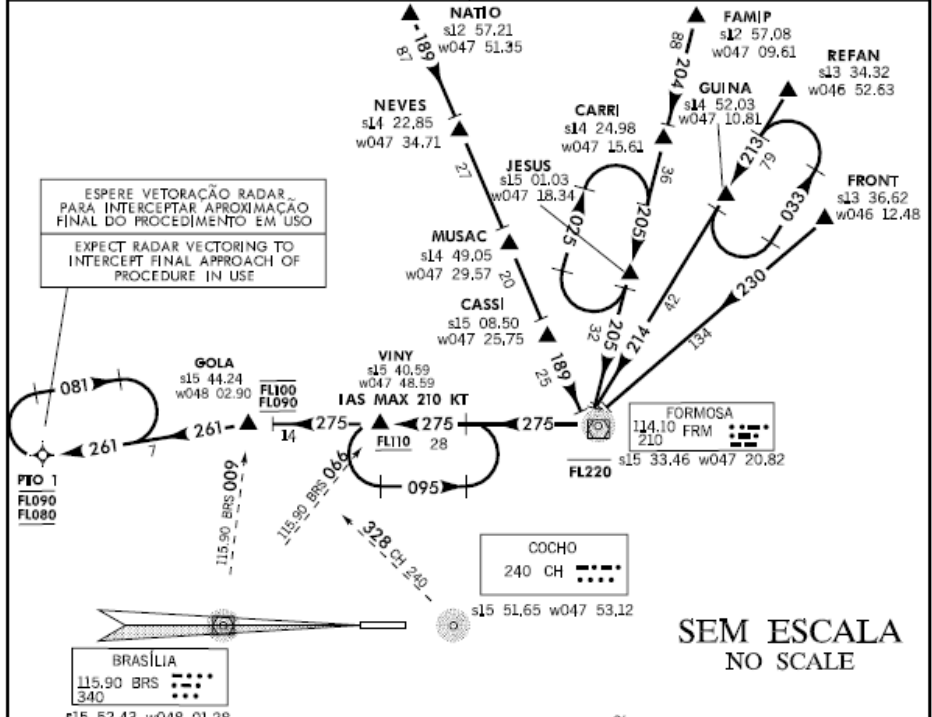 NATIO
s12 57.21
w047 51.35
189
87
FAMIP
s12 57.08
w047 09.61
88
204
REFAN
s13 34.32
w046 52.63
GUINA
s14 52.03
w047 10.81
213
79
033
NEVES
s14 22.85
w047 34.71
27
CARRI
s14 24.98
w047 15.61
36
JESUS
s15 01.03
w047 18.34
025
205
FRONT
s13 36.62
w046 12.48
230
134
ESPERE VETORAÇÃO RADAR
PARA INTERCEPTAR APROXIMAÇÃO
FINAL DO PROCEDIMENTO EM USO
EXPECT RADAR VECTORING TO
INTERCEPT FINAL APPROACH OF
PROCEDURE IN USE
MUSAC
s14 49.05
w047 29.57
20
CASSI
s15 08.50
w047 25.75
189
25
32
205
214
42
GOLA
s15 44.24
w048 02.90
FL100
FL090
VINY
s15 40.59
w047 48.59
IAS MAX 210 KT
081
261
7
261
275
14
275
28
FL110
275
095
FORMOSA
114.10
210
FRM
s15 33.46 w047 20.82
FL220
PTO 1
FL090
FL080
115.90 BRS 009
115.90 BRS 066
328 CH 240
COCHO
240 CH
s15 51.65 w047 53.12
BRASÍLIA
115.90 BRS
340
s15 52.43 w048 01.28
SEM ESCALA
NO SCALE